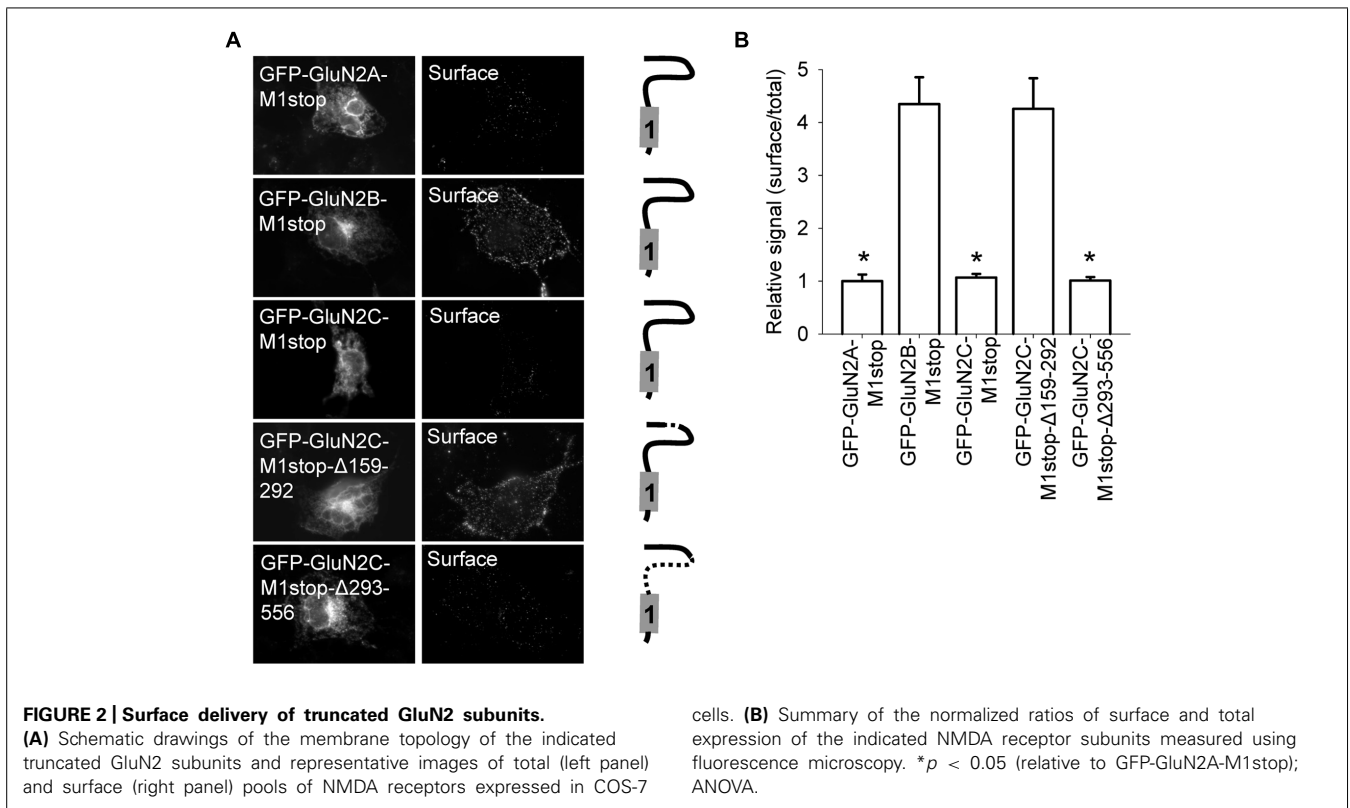 A
GFP-GluN2A-
M1stop
Surface
1
GFP-GluN2B-
M1stop
Surface
1
GFP-GluN2C-
M1stop
Surface
1
GFP-GluN2C-
M1stop-Δ159-
292
Surface
1
GFP-GluN2C-
M1stop-Δ293-
556
Surface
1
B
Relative signal (surface/total)
5
4
3
2
1
0
*
*
*
GFP-GluN2A-
M1stop
GFP-GluN2B-
M1stop
GFP-GluN2C-
M1stop
GFP-GluN2C-
M1stop-Δ159-292
GFP-GluN2C-
M1stop-Δ293-556
FIGURE 2 | Surface delivery of truncated GluN2 subunits.
(A) Schematic drawings of the membrane topology of the indicated
truncated GluN2 subunits and representative images of total (left panel)
and surface (right panel) pools of NMDA receptors expressed in COS-7
cells. (B) Summary of the normalized ratios of surface and total
expression of the indicated NMDA receptor subunits measured using
fluorescence microscopy. *p < 0.05 (relative to GFP-GluN2A-M1stop);
ANOVA.